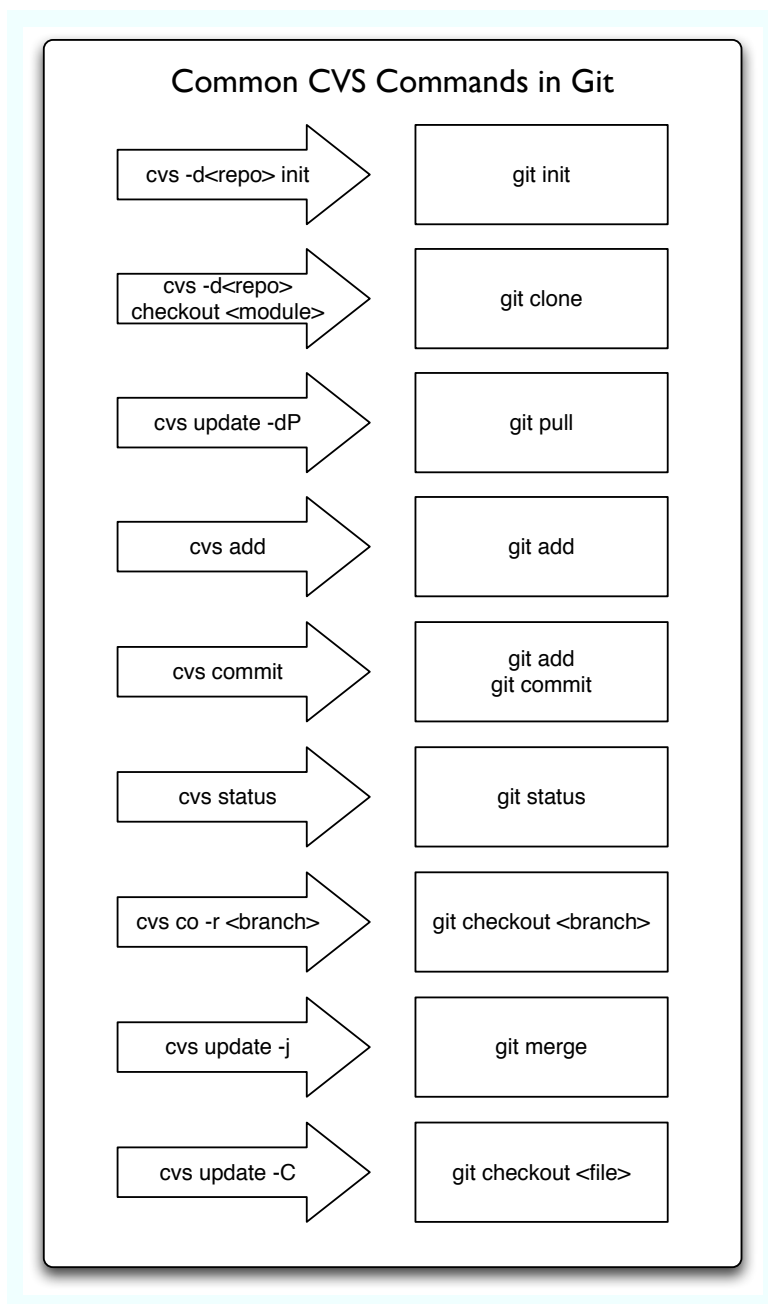 Common CVS Commands in Git
cvs -d<repo> init
git init
cvs -d<repo>
checkout <module>
git clone
cvs update -dP
git pull
cvs add
git add
cvs commit
git add
git commit
cvs status
git status
cvs co -r <branch>
git checkout <branch>
cvs update -j
git merge
cvs update -C
git checkout <file>